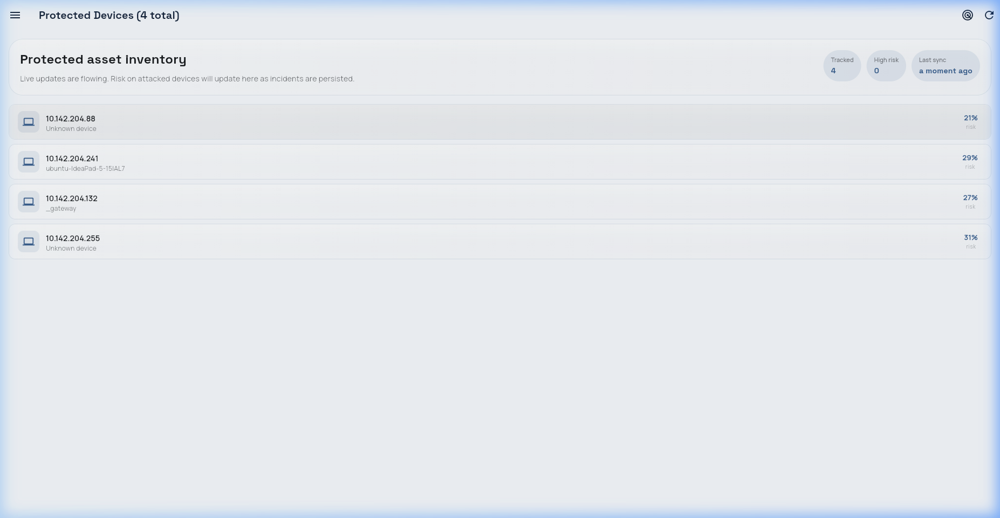 Protected Devices (4 total)
Protected asset inventory
Live updates are flowing. Risk on attacked devices will update here as incidents are persisted.
Tracked
4
High risk
0
Last sync
a moment ago
10.142.204.88
Unknown device
21%
risk
10.142.204.241
ubuntu-IdeaPad-5-15IAL7
29%
risk
10.142.204.132
_gateway
27%
risk
10.142.204.255
Unknown device
31%
risk